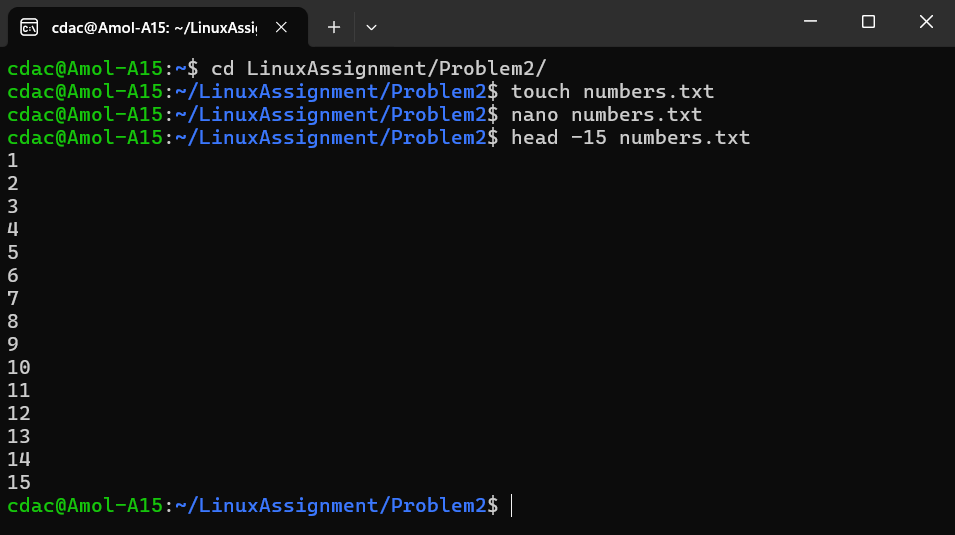 cdac@Amol-A15: ~/LinuxAssi
cdac@Amol-A15:~$ cd LinuxAssignment/Problem2/
cdac@Amol-A15:~/LinuxAssignment/Problem2$ touch numbers.txt
cdac@Amol-A15:~/LinuxAssignment/Problem2$ nano numbers.txt
cdac@Amol-A15:~/LinuxAssignment/Problem2$ head -15 numbers.txt
1
2
3
4
5
6
7
8
9
10
11
12
13
14
15
cdac@Amol-A15:~/LinuxAssignment/Problem2$